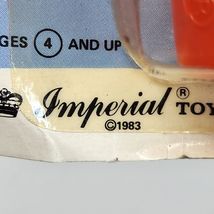 GES 4 AND UP
Imperial® TOY
©1983